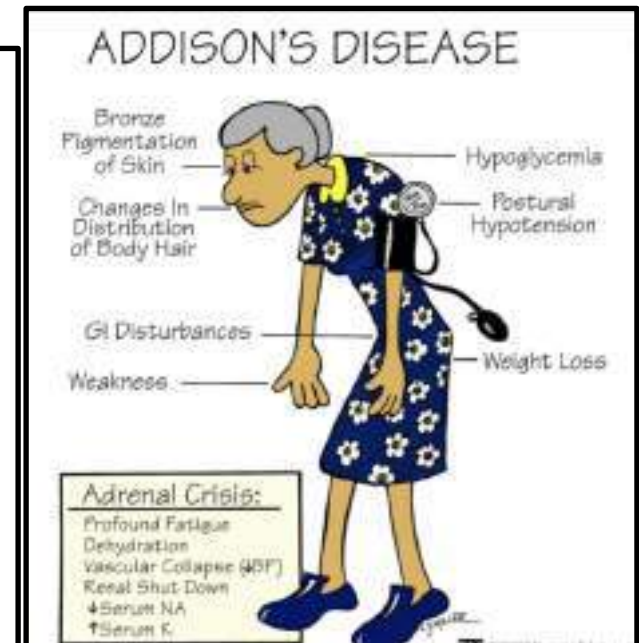 ADDISON'S DISEASE
Bronze
Pigmentation
of Skin
Changes In
Distribution
of Body Hair
GI Disturbances
Weakness
Hypoglycemia
Postural
Hypotension
Weight Loss
Adrenal Crisis:
Profound Fatigue
Dehydration
Vascular Collapse (↓BP)
Renal Shut Down
↓Serum NA
↑Serum K